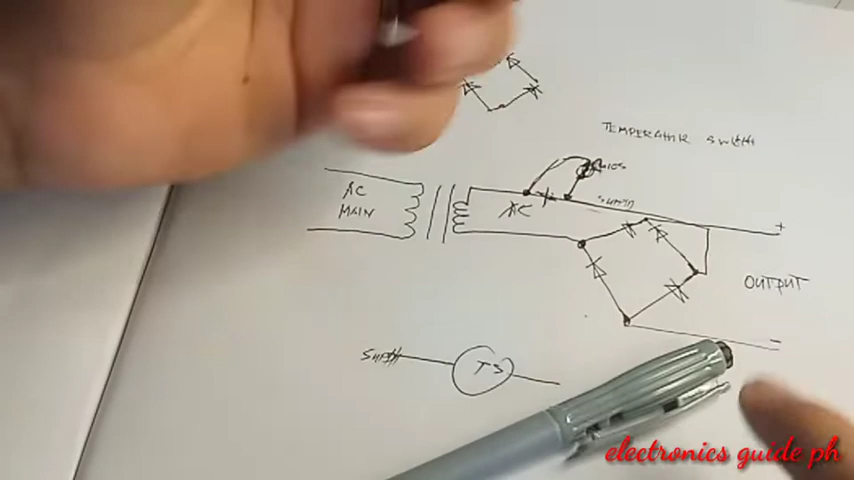 TEMPERATURE SWITCH
AC
MAIN
AC
+
OUTPUT
-
TS
electronics guide ph